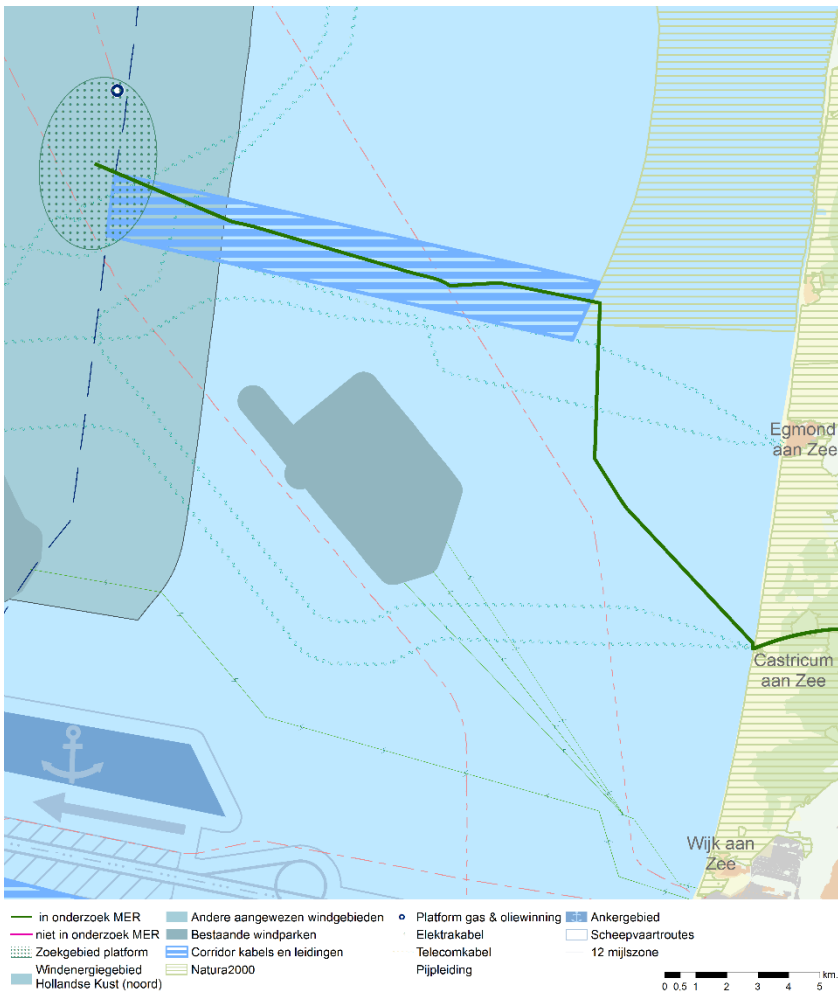 Egmond
aan Zee
Castricum
aan Zee
Wijk aan
Zee
in onderzoek MER
niet in onderzoek MER
Zoekgebied platform
Windenergiegebied
Hollandse Kust (noord)
Andere aangewezen windgebieden
Bestaande windparken
Corridor kabels en leidingen
Natura2000
Platform gas & oliewinning
Elektrakabel
Telecomkabel
Pijpleiding
Ankergebied
Scheepvaartroutes
12 mijlszone
km.
0 0,5 1 2 3 4 5